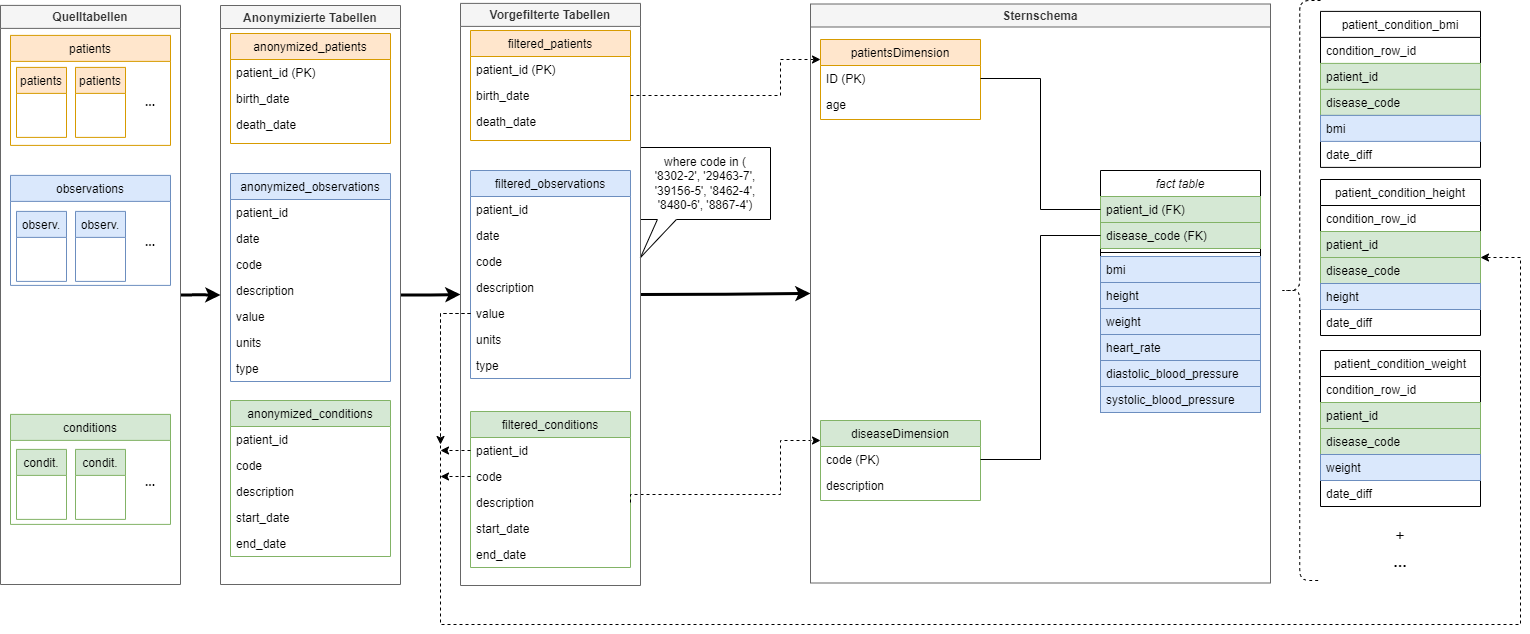 Quelltabellen
patients
patients
patients
...
observations
observ.
observ.
...
conditions
condit.
condit.
...
Anonymizierte Tabellen
anonymized_patients
patient_id (PK)
birth_date
death_date
anonymized_observations
patient_id
date
code
description
value
units
type
anonymized_conditions
patient_id
code
description
start_date
end_date
Vorgefilterte Tabellen
filtered_patients
patient_id (PK)
birth_date
death_date
filtered_observations
patient_id
date
code
description
value
units
type
filtered_conditions
patient_id
code
description
start_date
end_date
where code in (
'8302-2', '29463-7',
'39156-5', '8462-4',
'8480-6', '8867-4')
Sternschema
patientsDimension
ID (PK)
age
diseaseDimension
code (PK)
description
fact table
patient_id (FK)
disease_code (FK)
bmi
height
weight
heart_rate
diastolic_blood_pressure
systolic_blood_pressure
patient_condition_bmi
condition_row_id
patient_id
disease_code
bmi
date_diff
patient_condition_height
condition_row_id
patient_id
disease_code
height
date_diff
patient_condition_weight
condition_row_id
patient_id
disease_code
weight
date_diff
+
...